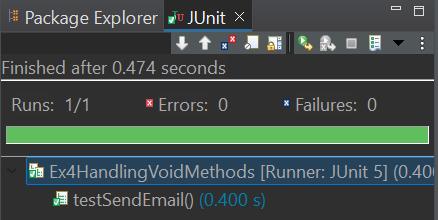 Package Explorer JUnit
Finished after 0.474 seconds
Runs: 1/1 Errors: 0 Failures: 0
Ex4HandlingVoidMethods [Runner: JUnit 5] (0.400
testSendEmail() (0.400 s)